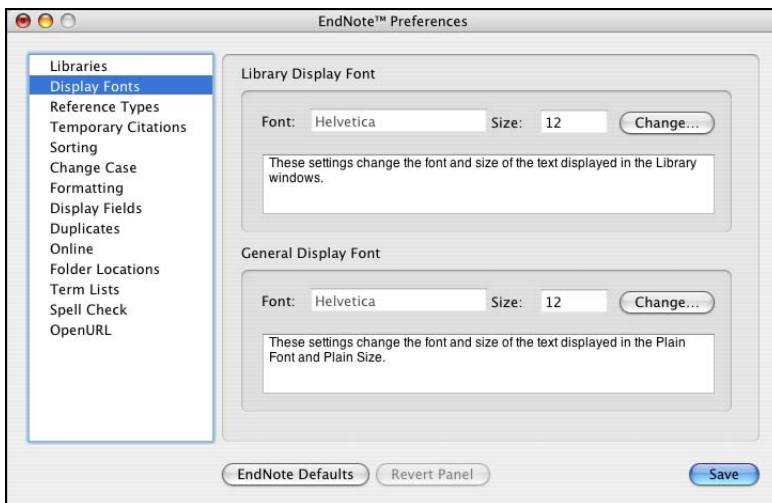 EndNote™ Preferences
Libraries
Display Fonts
Reference Types
Temporary Citations
Sorting
Change Case
Formatting
Display Fields
Duplicates
Online
Folder Locations
Term Lists
Spell Check
OpenURL
Library Display Font
Font: Helvetica Size: 12 Change...
These settings change the font and size of the text displayed in the Library
windows.
General Display Font
Font: Helvetica Size: 12 Change...
These settings change the font and size of the text displayed in the Plain
Font and Plain Size.
EndNote Defaults Revert Panel Save